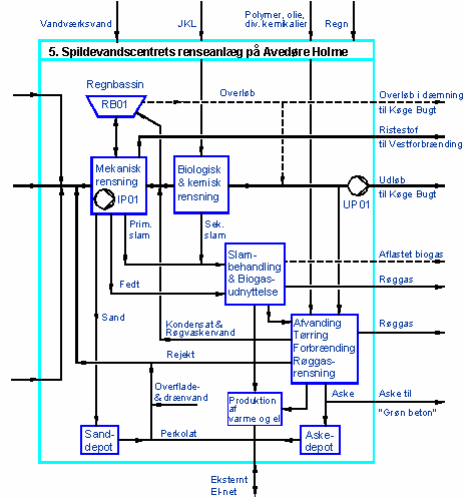 Polymer, olie,
Vandværksvand
JKL
div. kemikalier
Regn
5. Spildevandscentrets renseanlæg på Avedøre Holme
Regnbassin
RB01
Overløb
Overløb i dæmning
til Køge Bugt
Ristestof
til Vestforbrænding
Mekanisk
rensning
IP01
Biologisk
& kemisk
rensning
Udløb
til Køge Bugt
UP01
Prim.
slam
Sek.
slam
Slam-
behandling
& Biogas-
udnyttelse
Aflastet biogas
Røggas
Fedt
Sand
Kondensat &
Røgvaskervand
Afvanding
Tørring
Forbrænding
Røggas-
rensning
Røggas
Rejekt
Overflade-
& drænvand
Produktion
af
varme og el
Aske
Aske til
"Grøn beton"
Sand-
depot
Perkolat
Aske-
depot
Eksternt
El-net